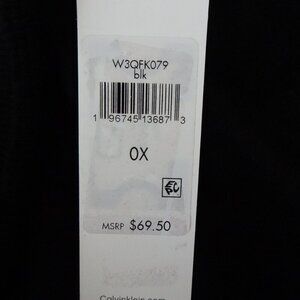 W3QFK079
blk
1 96745 13687 3
0X
MSRP $69.50
Calvinklein.com